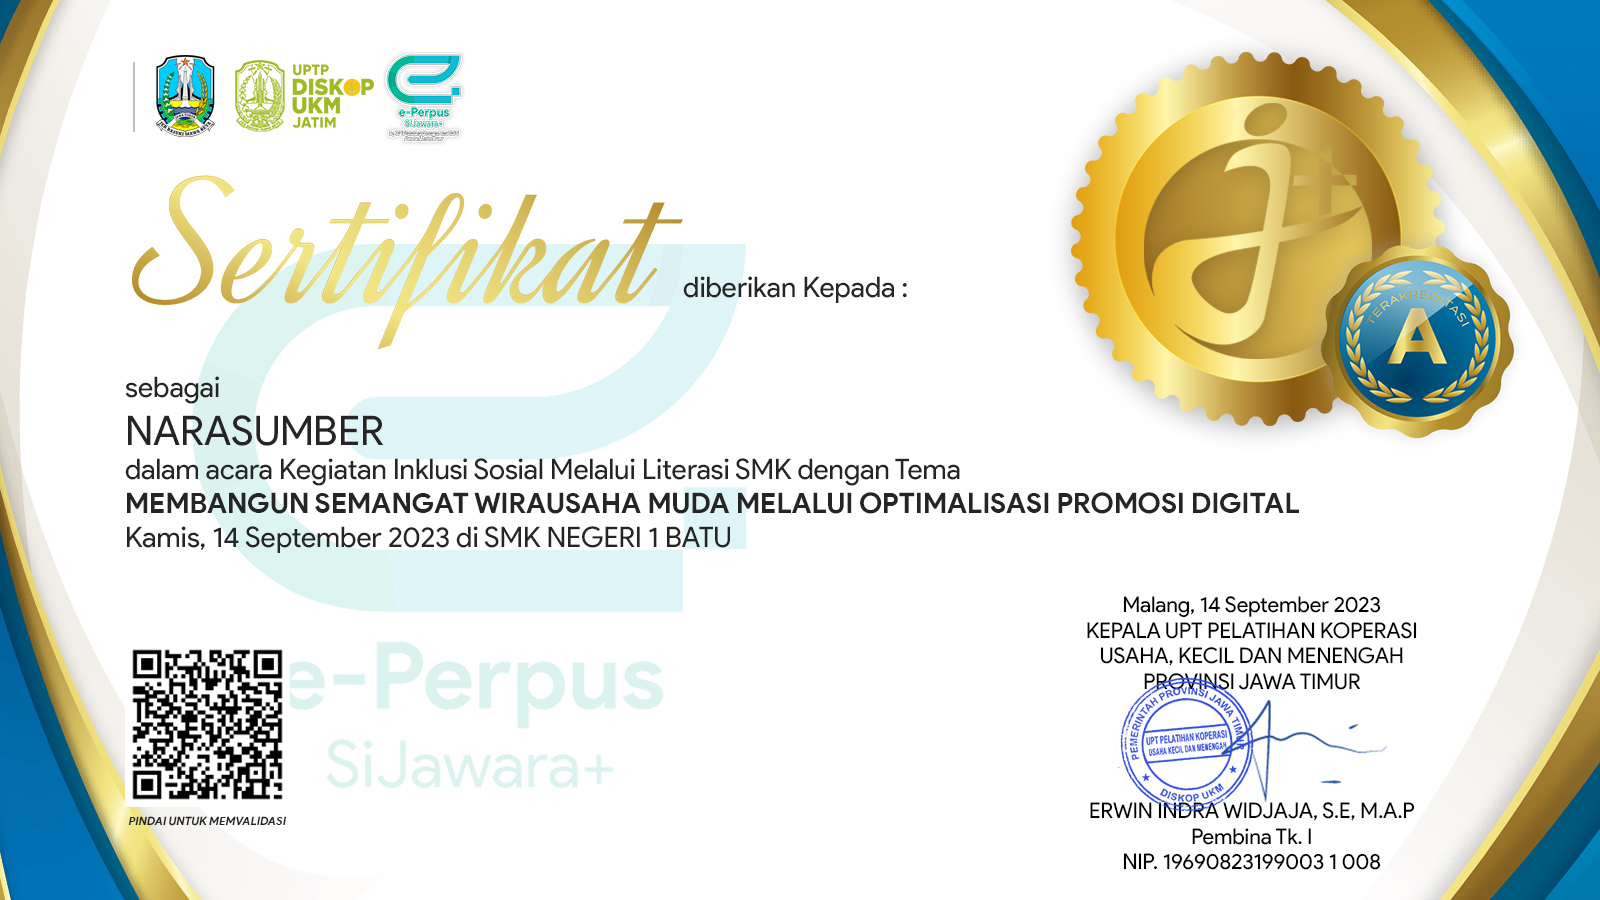 UPTP
DISKOP
UKM
JATIM
e-Perpus
SiJawara+
Sertifikat diberikan Kepada :
TERAKREDITASI
A
sebagai
NARASUMBER
dalam acara Kegiatan Inklusi Sosial Melalui Literasi SMK dengan Tema
MEMBANGUN SEMANGAT WIRAUSAHA MUDA MELALUI OPTIMALISASI PROMOSI DIGITAL
Kamis, 14 September 2023 di SMK NEGERI 1 BATU
e-Perpus
SiJawara+
PINDAI UNTUK MEMVALIDASI
Malang, 14 September 2023
KEPALA UPT PELATIHAN KOPERASI
USAHA, KECIL DAN MENENGAH
PROVINSI JAWA TIMUR
PEMERINTAH PROVINSI JAWA TIMUR
UPT PELATIHAN KOPERASI
USAHA KECIL DAN MENENGAH
DISKOP UKM
ERWIN INDRA WIDJAJA, S.E, M.A.P
Pembina Tk. I
NIP. 19690823199003 1 008